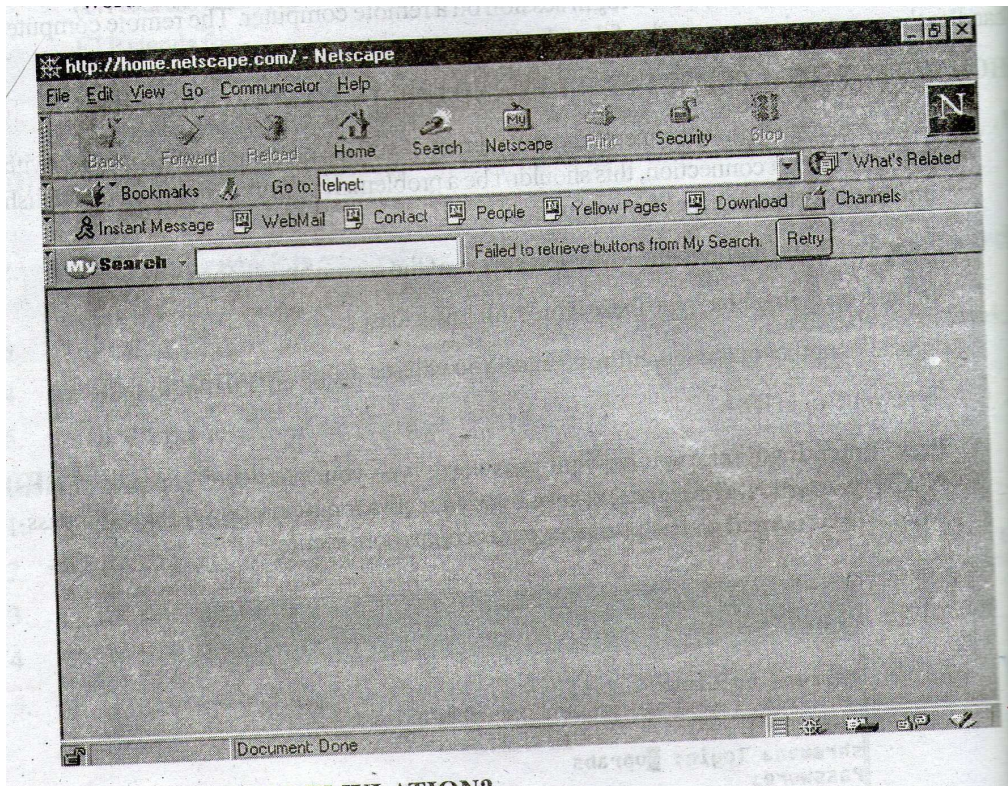 http://home.netscape.com/ - Netscape
File Edit View Go Communicator Help
N
Back Forward Reload Home Search Netscape Print Security Stop
My
Bookmarks Go to: telnet: What's Related
Instant Message WebMail Contact People Yellow Pages Download Channels
My Search Failed to retrieve buttons from My Search. Retry
Document: Done